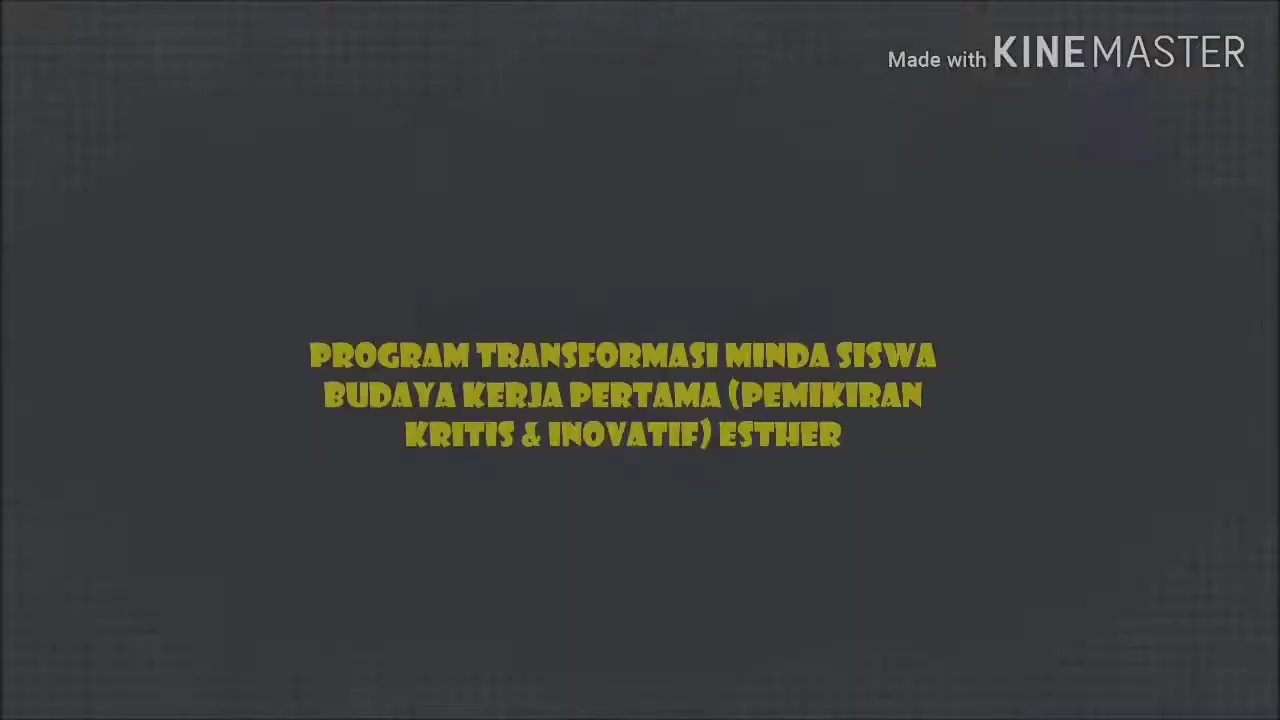 Made with KINEMASTER
PROGRAM TRANSFORMASI MINDA SISWA
BUDAYA KERJA PERTAMA (PEMIKIRAN
KRITIS & INOVATIF) ESTHER